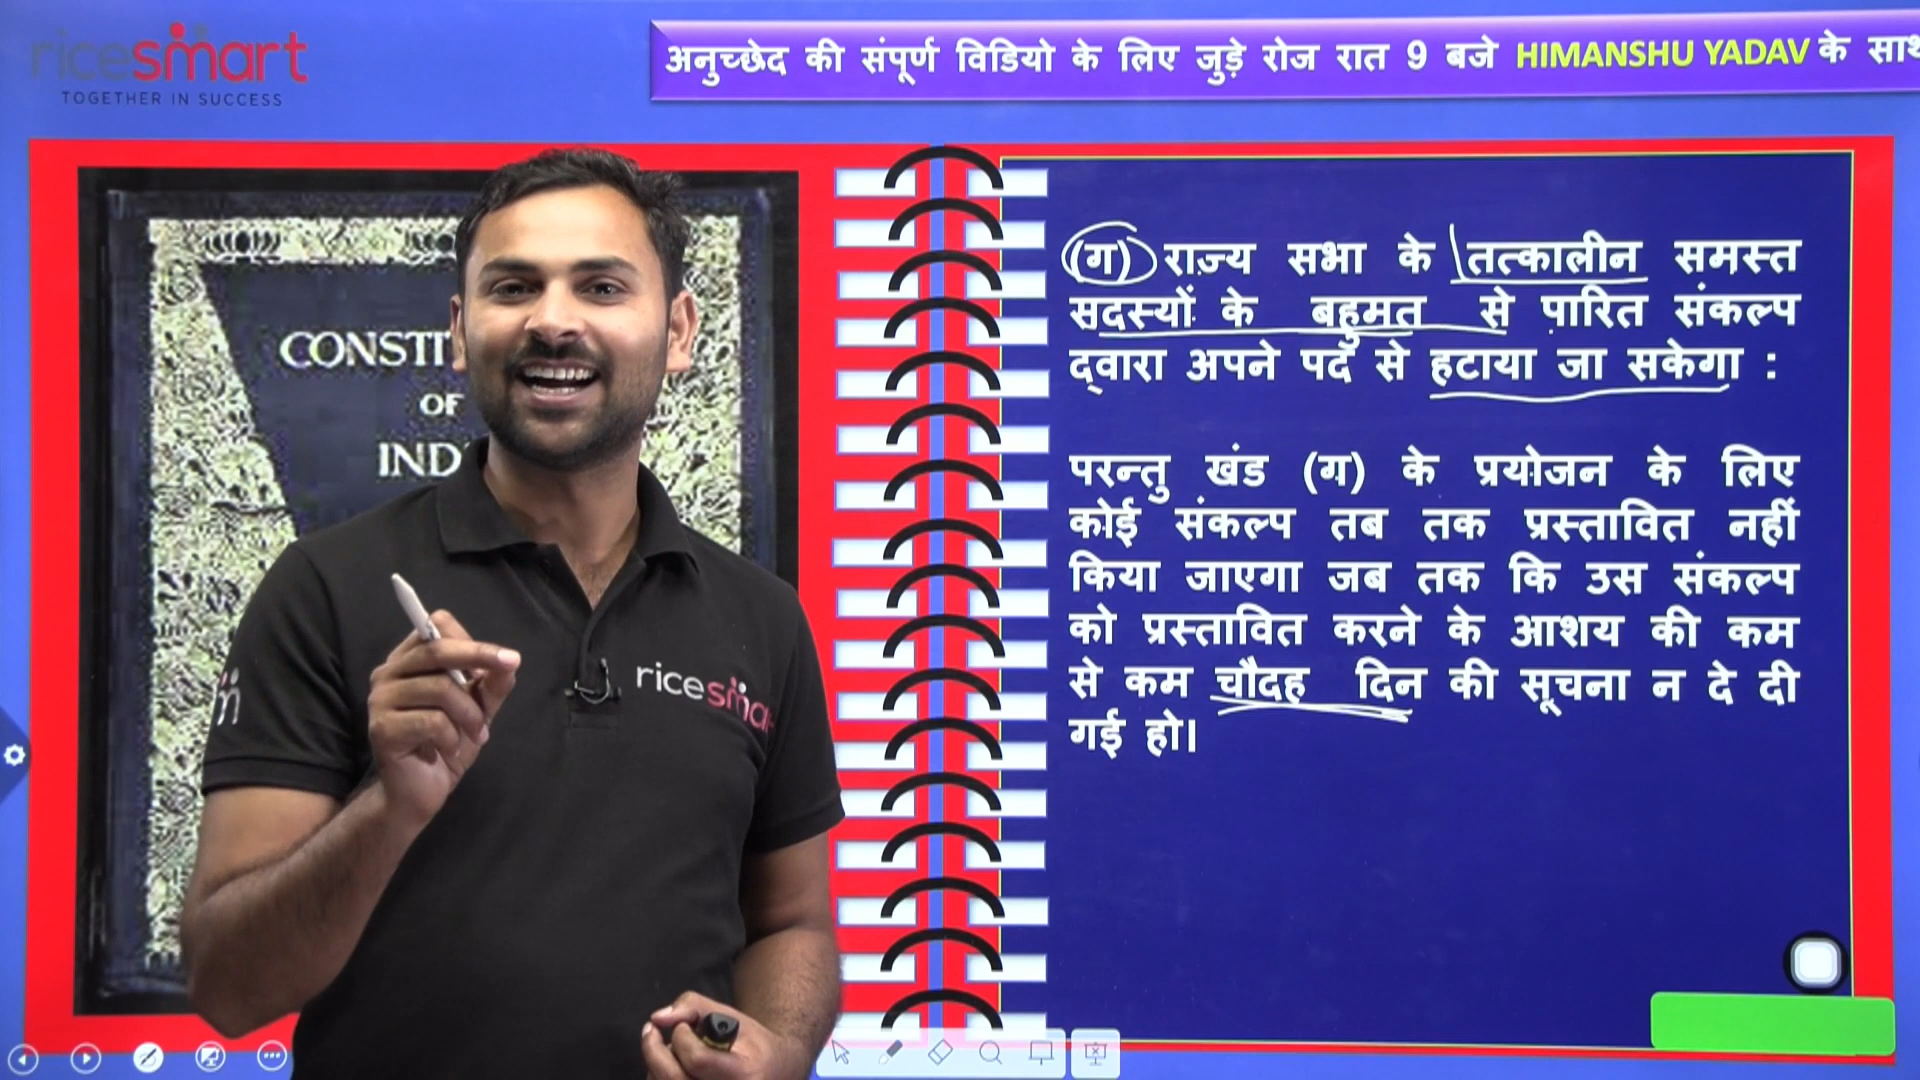 ricesmart
TOGETHER IN SUCCESS
अनुच्छेद की संपूर्ण विडियो के लिए जुड़े रोज रात 9 बजे HIMANSHU YADAV के साथ
CONSTI
OF
IND
(ग) राज्य सभा के तत्कालीन समस्त
सदस्यों के बहुमत से पारित संकल्प
द्वारा अपने पद से हटाया जा सकेगा :
परन्तु खंड (ग) के प्रयोजन के लिए
कोई संकल्प तब तक प्रस्तावित नहीं
किया जाएगा जब तक कि उस संकल्प
को प्रस्तावित करने के आशय की कम
से कम चौदह दिन की सूचना न दे दी
गई हो।
ricesmart